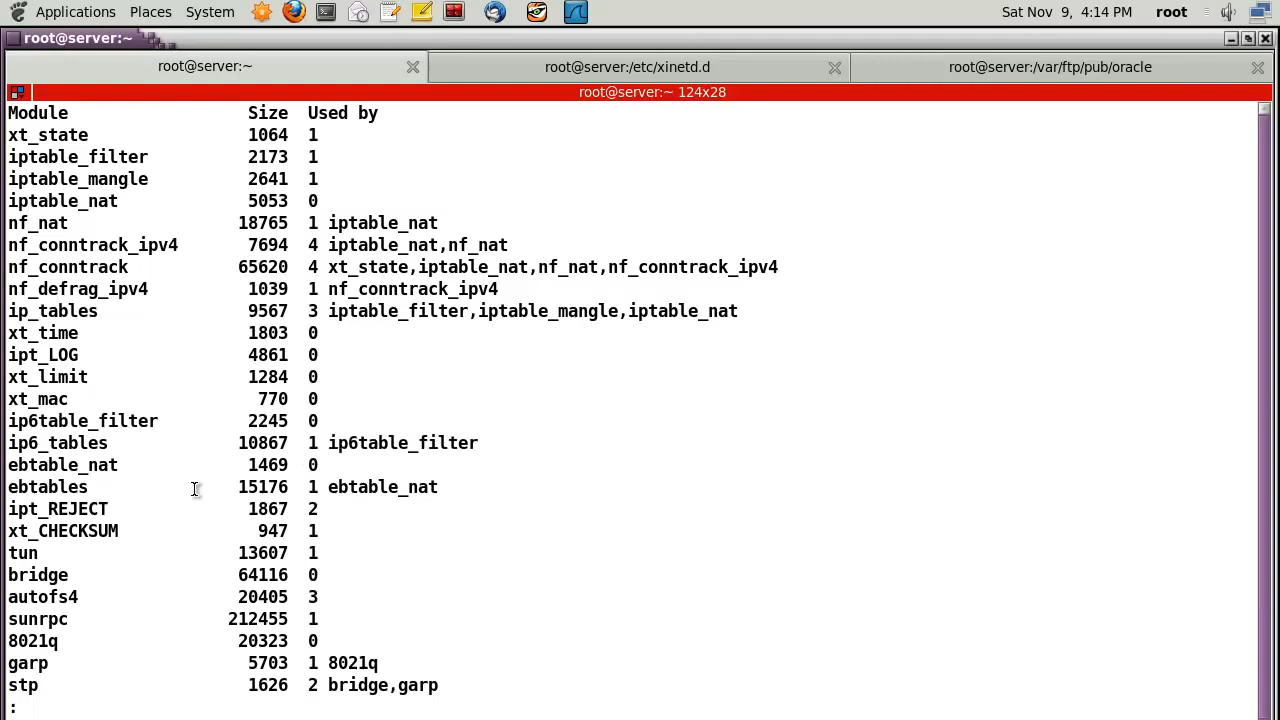 Applications Places System Sat Nov 9, 4:14 PM root
root@server:~
root@server:~ root@server:/etc/xinetd.d root@server:/var/ftp/pub/oracle
root@server:~ 124x28
Module Size Used by
xt_state 1064 1
iptable_filter 2173 1
iptable_mangle 2641 1
iptable_nat 5053 0
nf_nat 18765 1 iptable_nat
nf_conntrack_ipv4 7694 4 iptable_nat,nf_nat
nf_conntrack 65620 4 xt_state,iptable_nat,nf_nat,nf_conntrack_ipv4
nf_defrag_ipv4 1039 1 nf_conntrack_ipv4
ip_tables 9567 3 iptable_filter,iptable_mangle,iptable_nat
xt_time 1803 0
ipt_LOG 4861 0
xt_limit 1284 0
xt_mac 770 0
ip6table_filter 2245 0
ip6_tables 10867 1 ip6table_filter
ebtable_nat 1469 0
ebtables 15176 1 ebtable_nat
ipt_REJECT 1867 2
xt_CHECKSUM 947 1
tun 13607 1
bridge 64116 0
autofs4 20405 3
sunrpc 212455 1
8021q 20323 0
garp 5703 1 8021q
stp 1626 2 bridge,garp
: